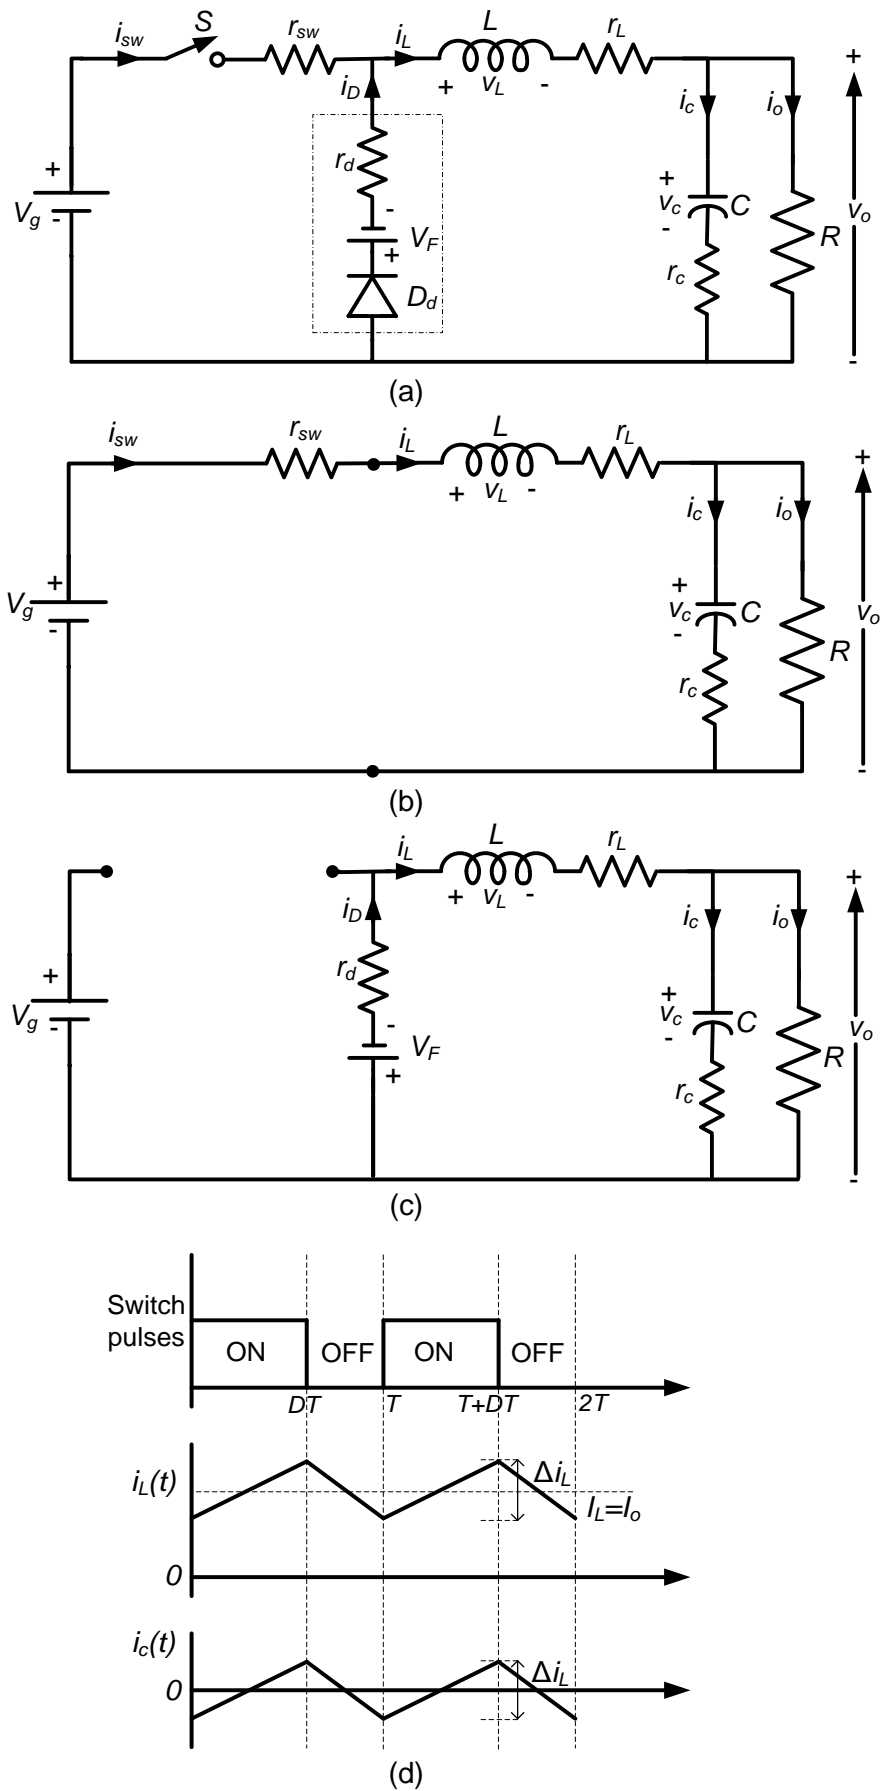 i_sw S r_sw i_L L r_L
+ v_L -
i_D i_c i_o +
r_d
+ - + v_c C
V_g - V_F - R v_o
+ r_c
D_d
-
(a)
i_sw r_sw i_L L r_L
+ v_L - +
i_c i_o
+ +
V_g v_c C v_o
- - R
r_c
-
(b)
i_L L r_L
+ v_L - +
i_D i_c i_o
r_d
+ - + v_c C
V_g - V_F - R v_o
+ r_c
-
(c)
Switch
pulses ON OFF ON OFF
DT T T+DT 2T
i_L(t) Δi_L
I_L=I_o
0
i_c(t)
0 Δi_L
(d)